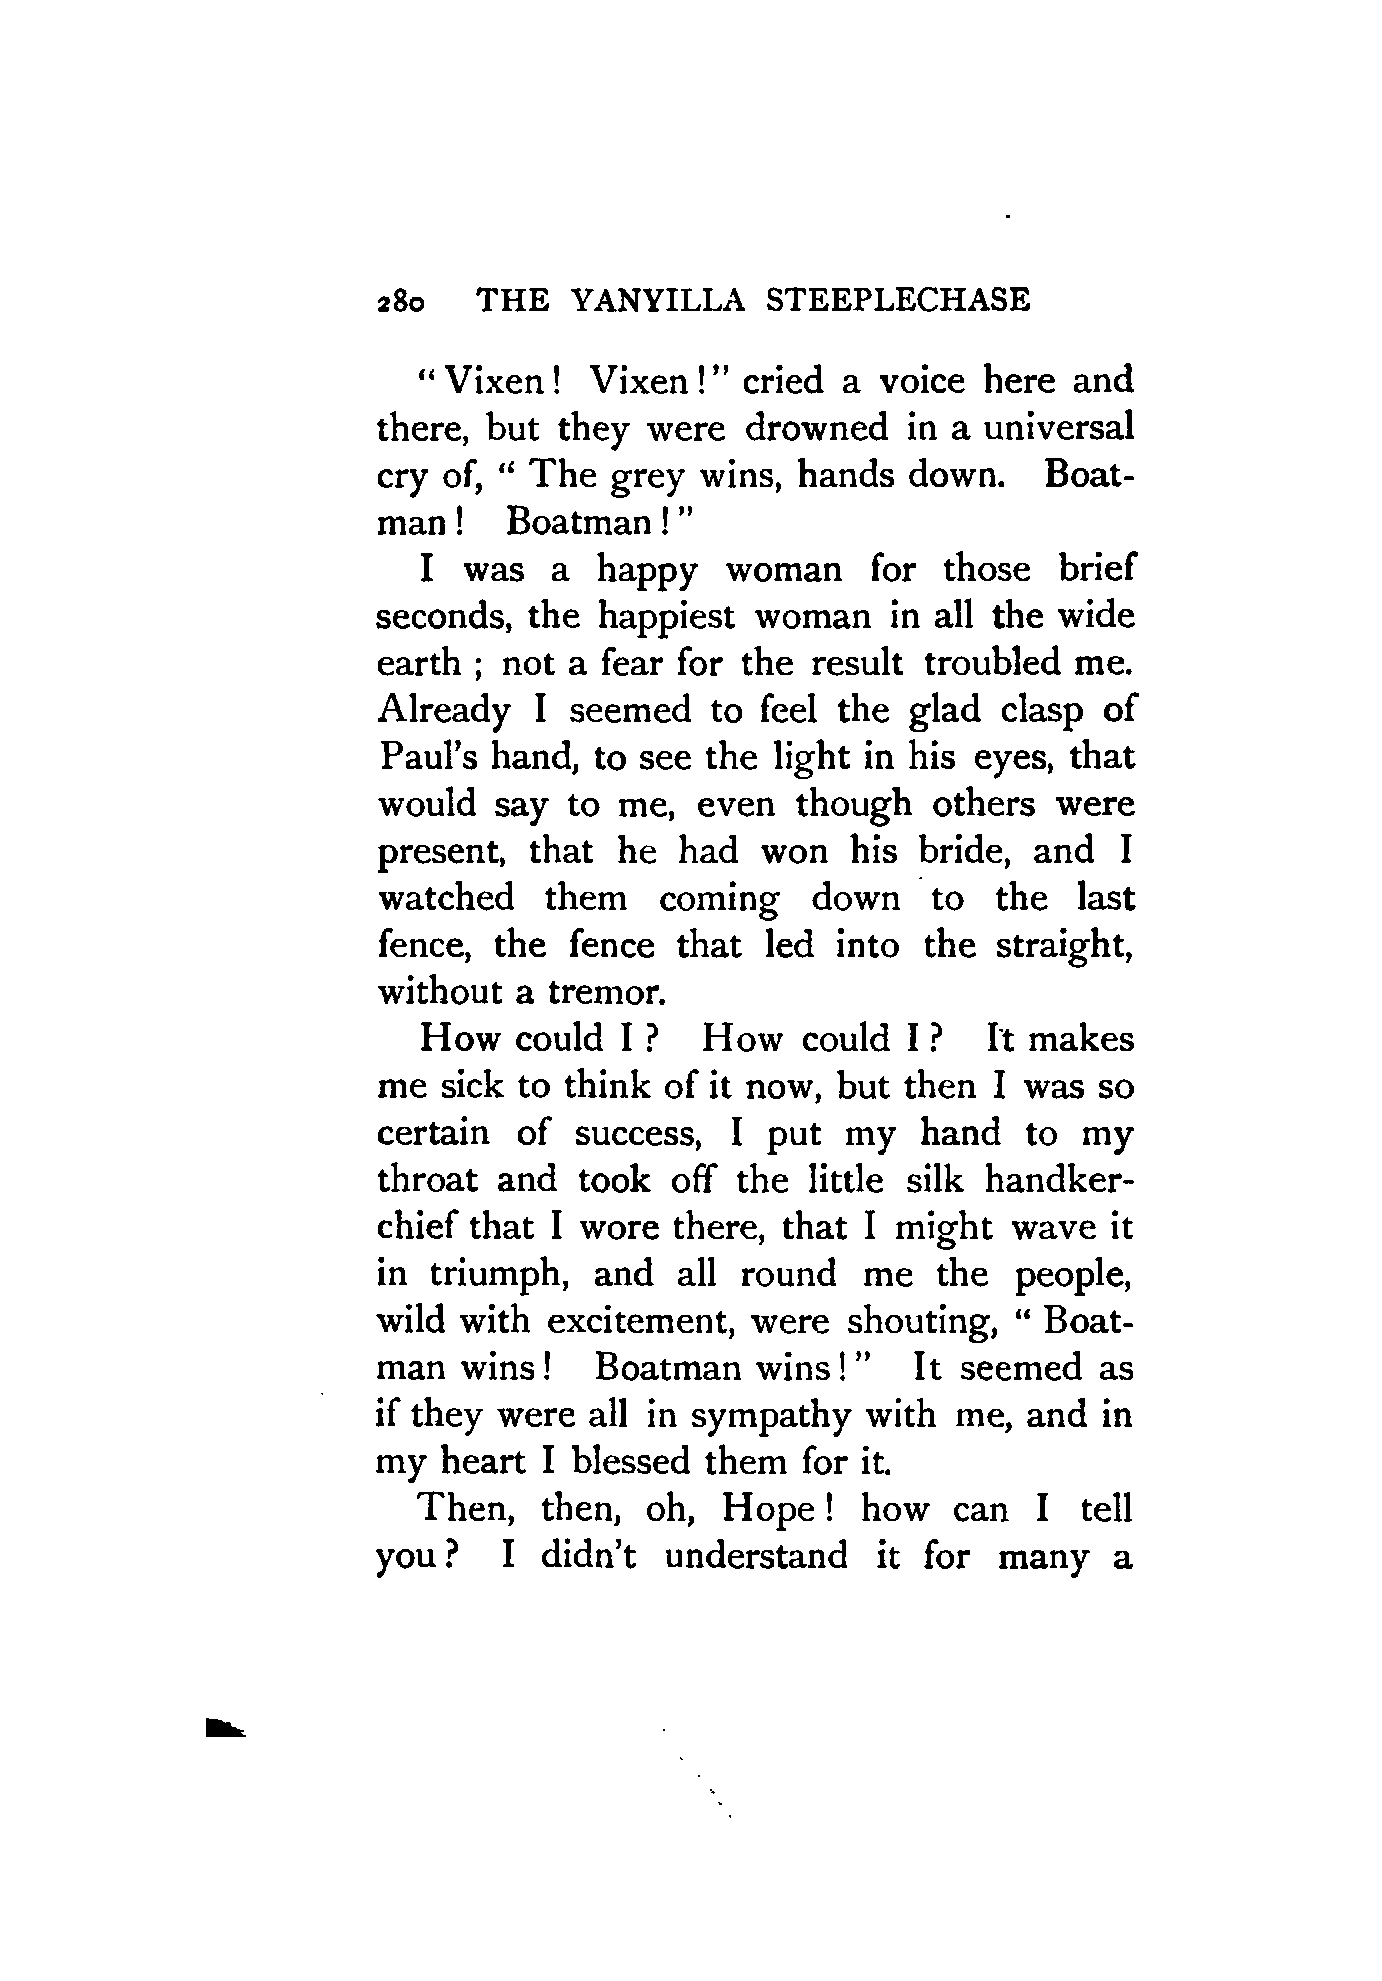 280 THE YANYILLA STEEPLECHASE
“Vixen! Vixen!” cried a voice here and
there, but they were drowned in a universal
cry of, “The grey wins, hands down. Boat-
man! Boatman!”
I was a happy woman for those brief
seconds, the happiest woman in all the wide
earth; not a fear for the result troubled me.
Already I seemed to feel the glad clasp of
Paul's hand, to see the light in his eyes, that
would say to me, even though others were
present, that he had won his bride, and I
watched them coming down to the last
fence, the fence that led into the straight,
without a tremor.
How could I? How could I? It makes
me sick to think of it now, but then I was so
certain of success, I put my hand to my
throat and took off the little silk handker-
chief that I wore there, that I might wave it
in triumph, and all round me the people,
wild with excitement, were shouting, “Boat-
man wins! Boatman wins!” It seemed as
if they were all in sympathy with me, and in
my heart I blessed them for it.
Then, then, oh, Hope! how can I tell
you? I didn't understand it for many a